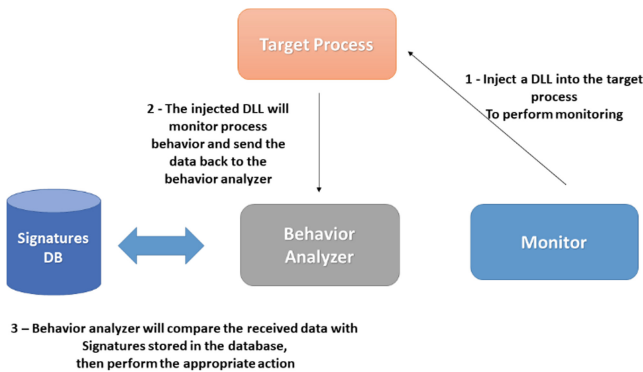 Target Process
1 - Inject a DLL into the target
process
To perform monitoring
2 - The injected DLL will
monitor process
behavior and send the
data back to the
behavior analyzer
Signatures
DB
Behavior
Analyzer
Monitor
3 – Behavior analyzer will compare the received data with
Signatures stored in the database,
then perform the appropriate action